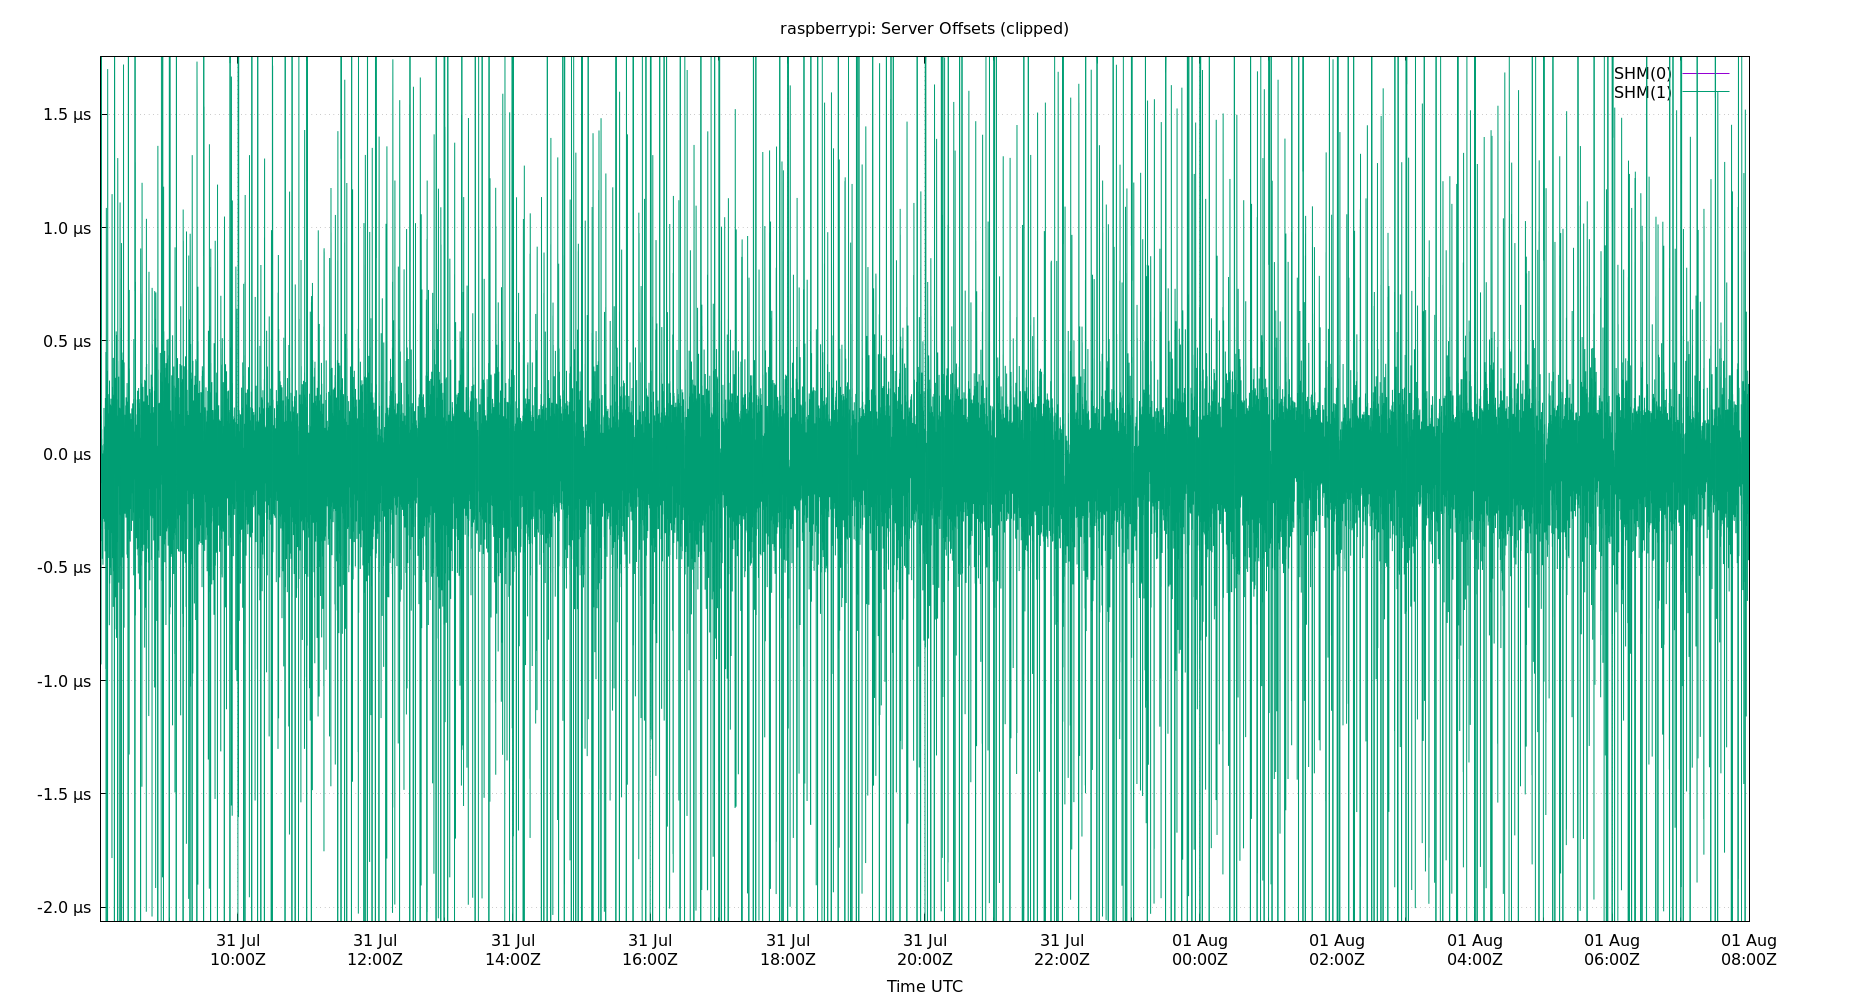 raspberrypi: Server Offsets (clipped)
SHM(0)
SHM(1)
1.5 μs
1.0 μs
0.5 μs
0.0 μs
-0.5 μs
-1.0 μs
-1.5 μs
-2.0 μs
31 Jul 31 Jul 31 Jul 31 Jul 31 Jul 31 Jul 31 Jul 01 Aug 01 Aug 01 Aug 01 Aug 01 Aug
10:00Z 12:00Z 14:00Z 16:00Z 18:00Z 20:00Z 22:00Z 00:00Z 02:00Z 04:00Z 06:00Z 08:00Z
Time UTC